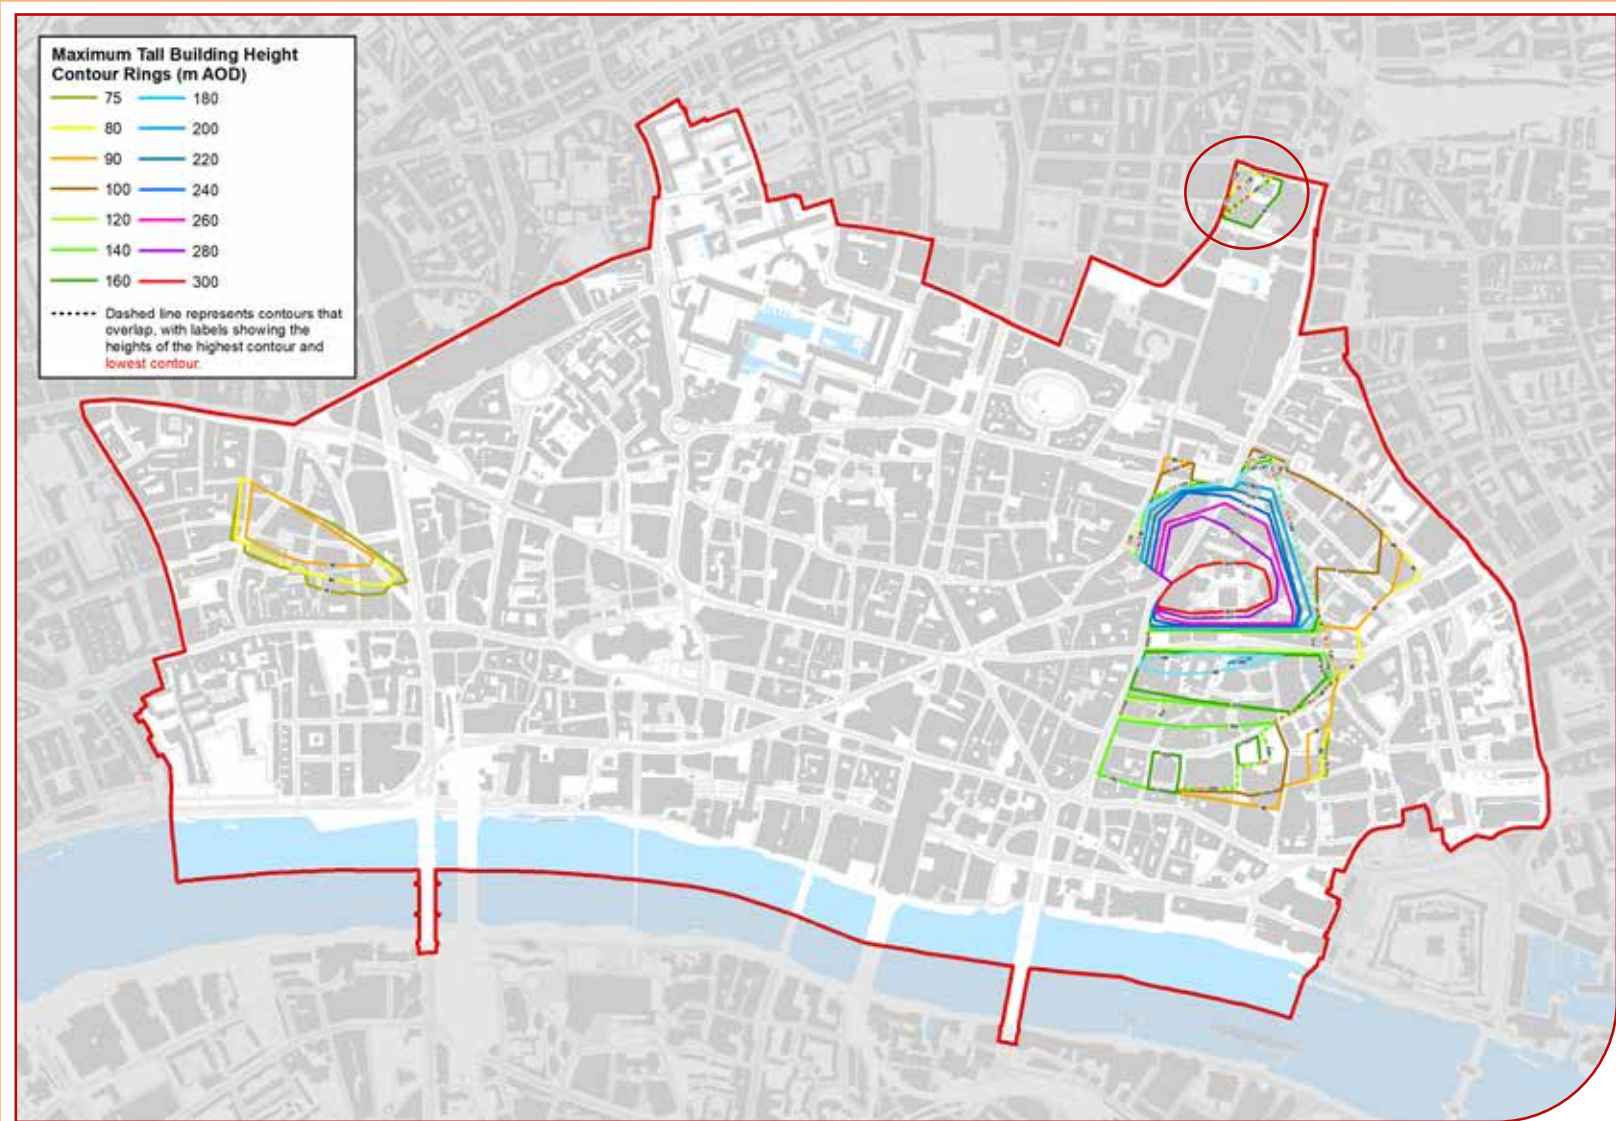 Maximum Tall Building Height
Contour Rings (m AOD)
75 180
80 200
90 220
100 240
120 260
140 280
160 300
Dashed line represents contours that
overlap, with labels showing the
heights of the highest contour and
lowest contour.